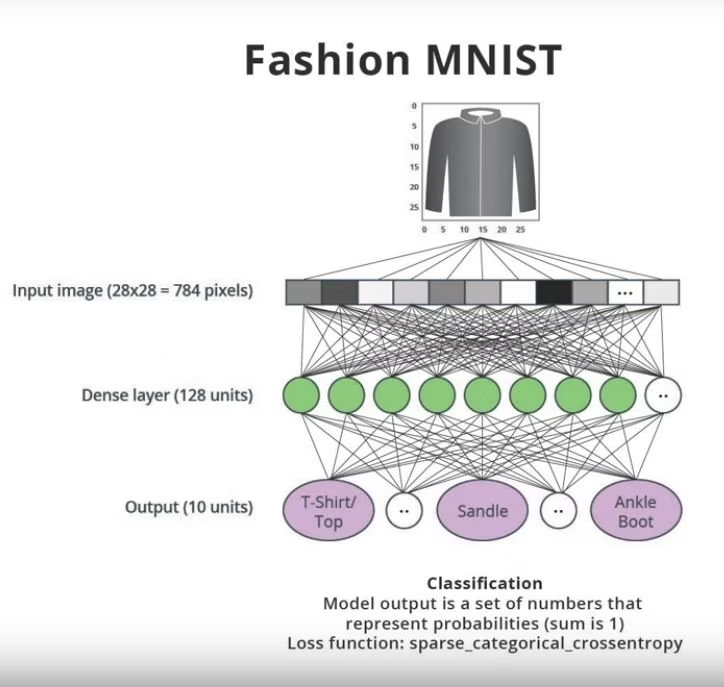 Fashion MNIST
0
5
10
15
20
25
0 5 10 15 20 25
Input image (28x28 = 784 pixels)
...
Dense layer (128 units)
..
Output (10 units)
T-Shirt/
Top
..
Sandle
..
Ankle
Boot
Classification
Model output is a set of numbers that
represent probabilities (sum is 1)
Loss function: sparse_categorical_crossentropy